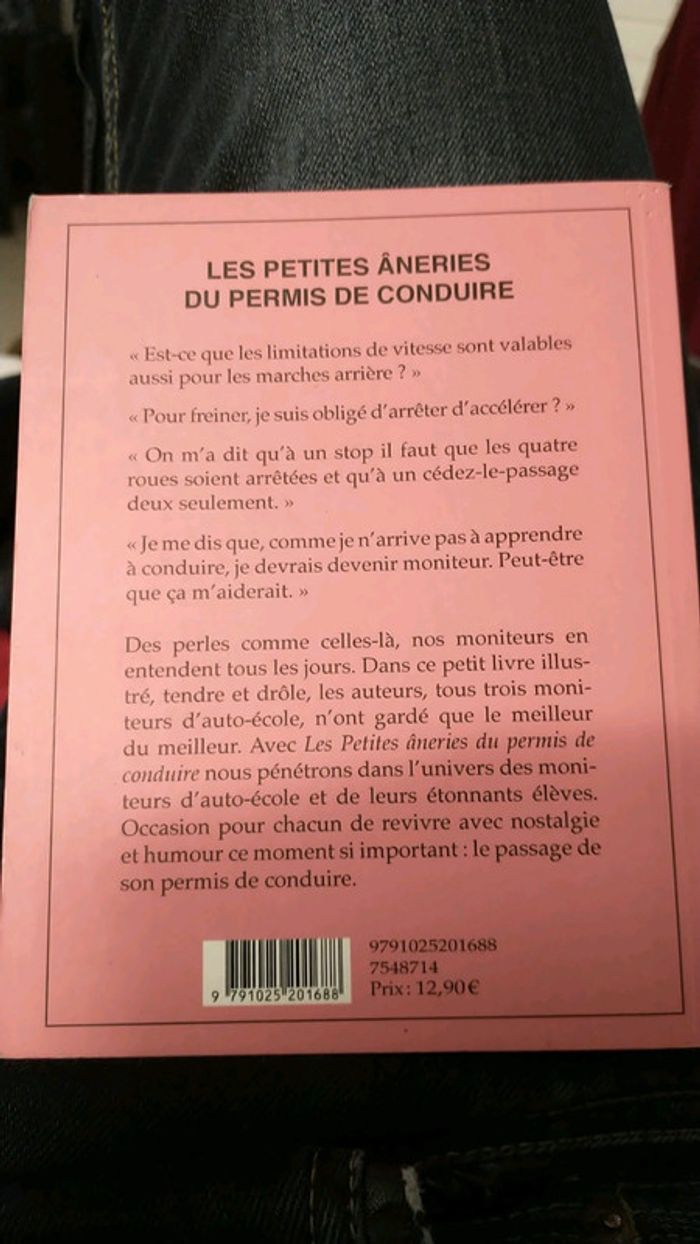 LES PETITES ÂNERIES
DU PERMIS DE CONDUIRE
« Est-ce que les limitations de vitesse sont valables
aussi pour les marches arrière ? »
« Pour freiner, je suis obligé d'arrêter d'accélérer ? »
« On m'a dit qu'à un stop il faut que les quatre
roues soient arrêtées et qu'à un cédez-le-passage
deux seulement. »
« Je me dis que, comme je n'arrive pas à apprendre
à conduire, je devrais devenir moniteur. Peut-être
que ça m'aiderait. »
Des perles comme celles-là, nos moniteurs en
entendent tous les jours. Dans ce petit livre illus-
tré, tendre et drôle, les auteurs, tous trois moni-
teurs d'auto-école, n'ont gardé que le meilleur
du meilleur. Avec Les Petites âneries du permis de
conduire nous pénétrons dans l'univers des moni-
teurs d'auto-école et de leurs étonnants élèves.
Occasion pour chacun de revivre avec nostalgie
et humour ce moment si important : le passage de
son permis de conduire.
9791025201688
7548714
Prix : 12,90 €
9 791025 201688